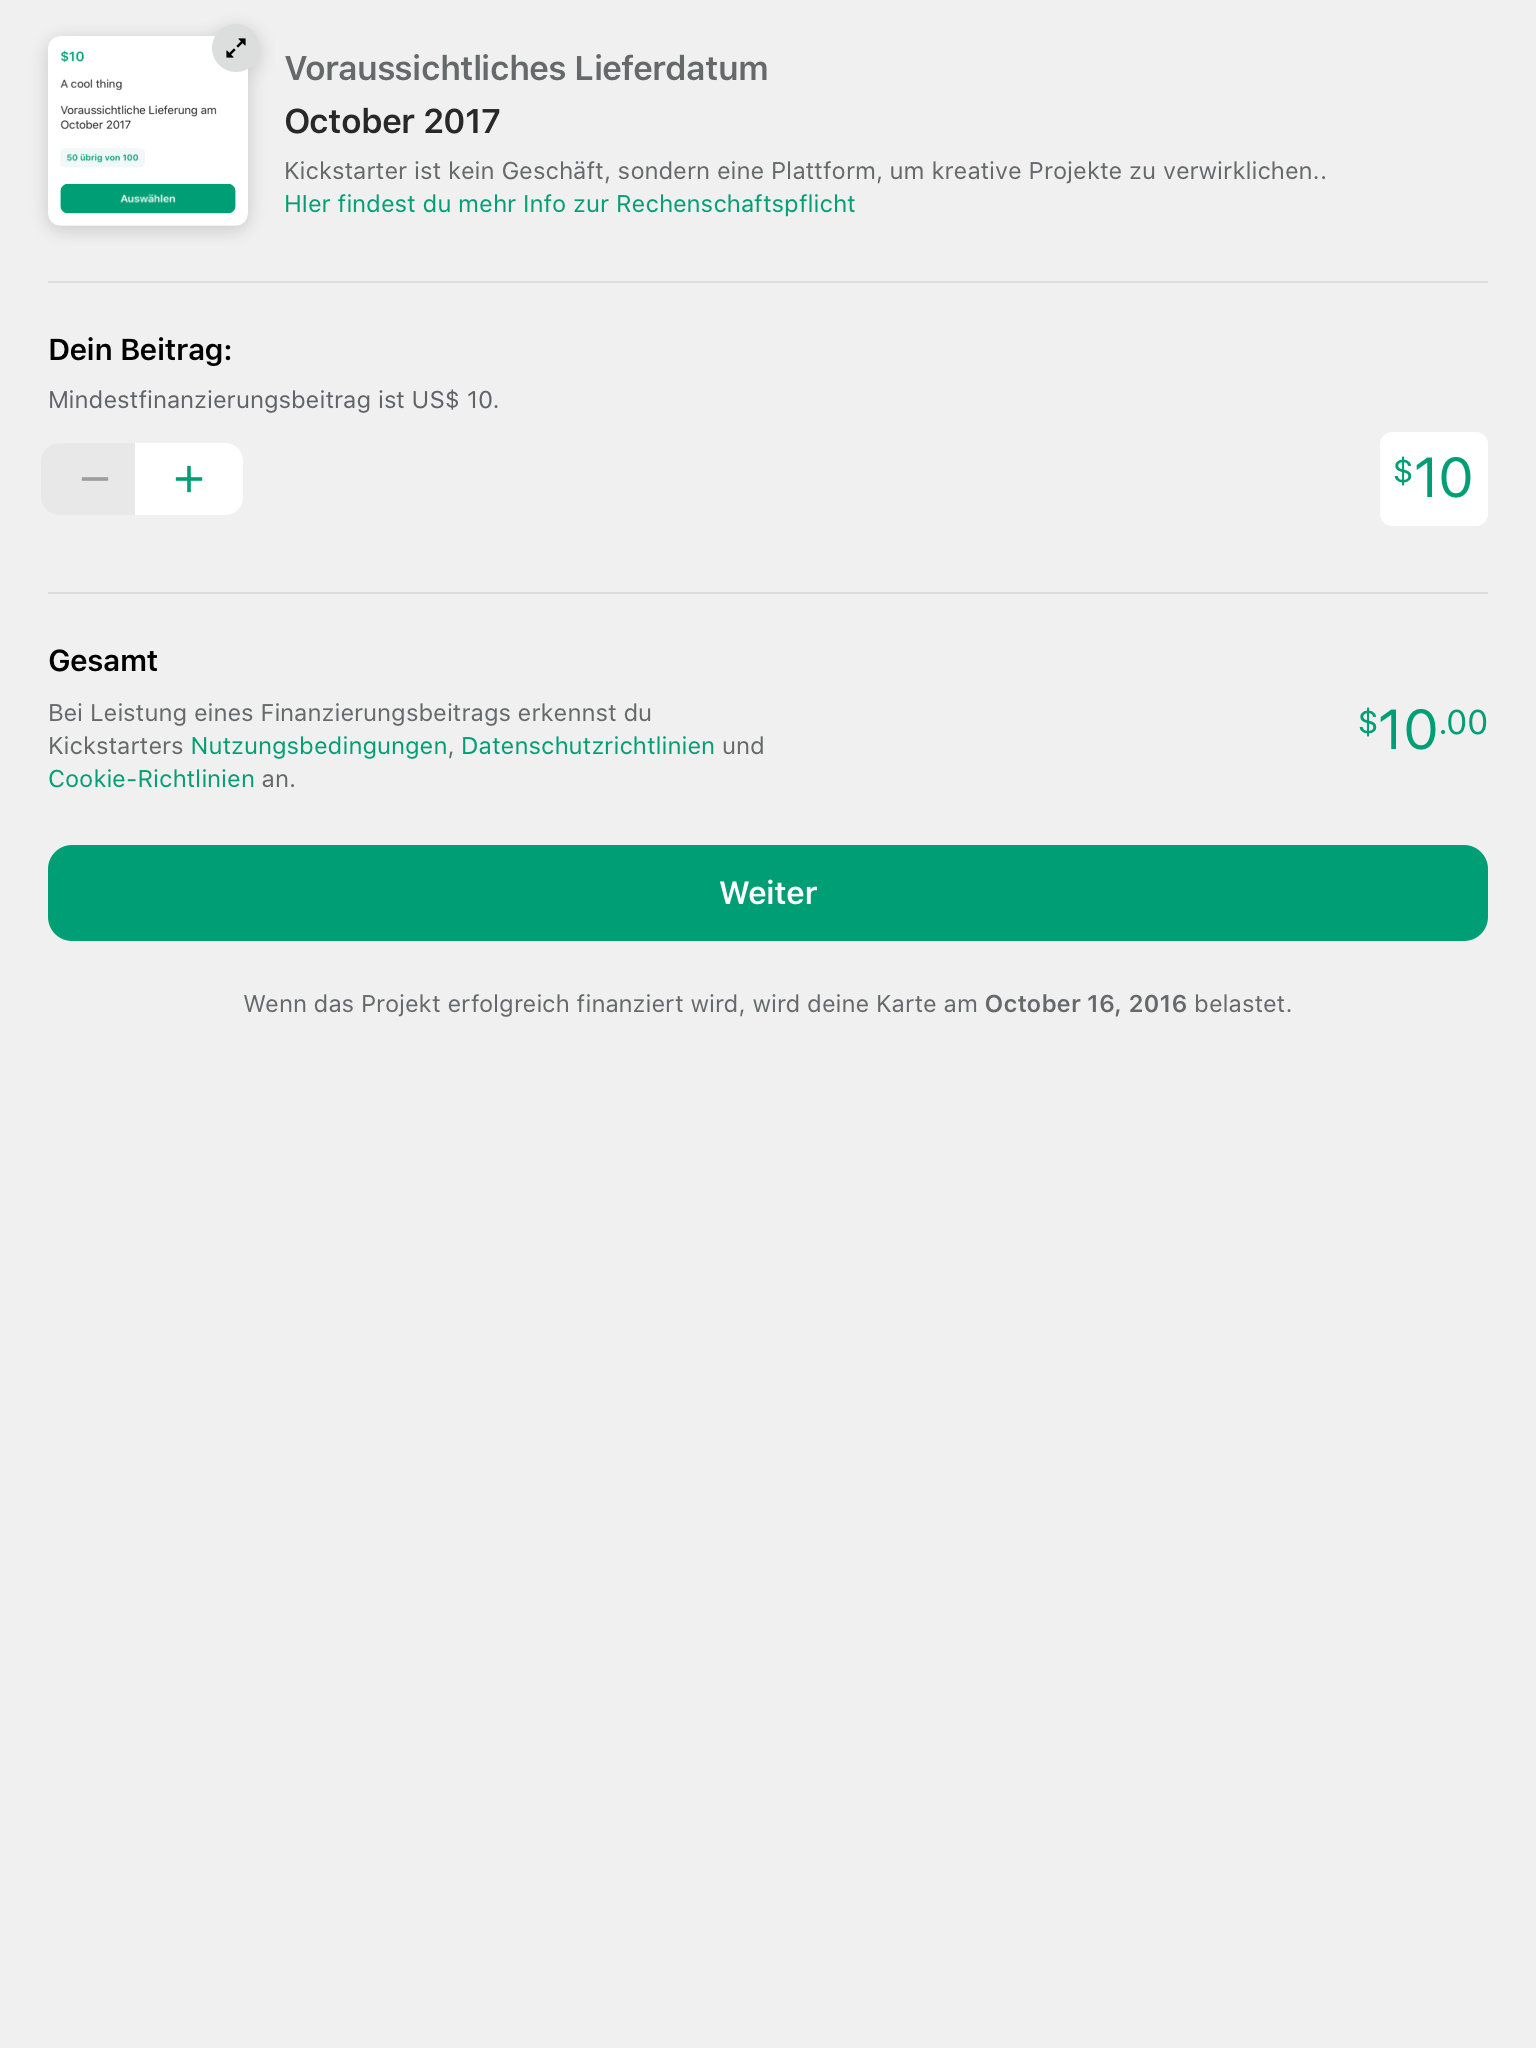 $10
A cool thing
Voraussichtliche Lieferung am
October 2017
50 übrig von 100
Auswählen
Voraussichtliches Lieferdatum
October 2017
Kickstarter ist kein Geschäft, sondern eine Plattform, um kreative Projekte zu verwirklichen..
HIer findest du mehr Info zur Rechenschaftspflicht
Dein Beitrag:
Mindestfinanzierungsbeitrag ist US$ 10.
$10
Gesamt
Bei Leistung eines Finanzierungsbeitrags erkennst du
Kickstarters Nutzungsbedingungen, Datenschutzrichtlinien und
Cookie-Richtlinien an.
$10.00
Weiter
Wenn das Projekt erfolgreich finanziert wird, wird deine Karte am October 16, 2016 belastet.